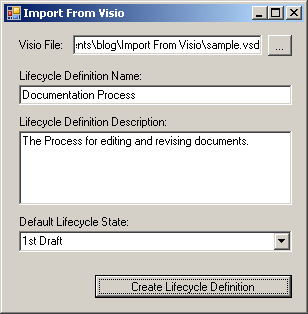 Import From Visio
Visio File: ents\blog\Import From Visio\sample.vsd ...
Lifecycle Definition Name:
Documentation Process
Lifecycle Definition Description:
The Process for editing and revising documents.
Default Lifecycle State:
1st Draft
Create Lifecycle Definition